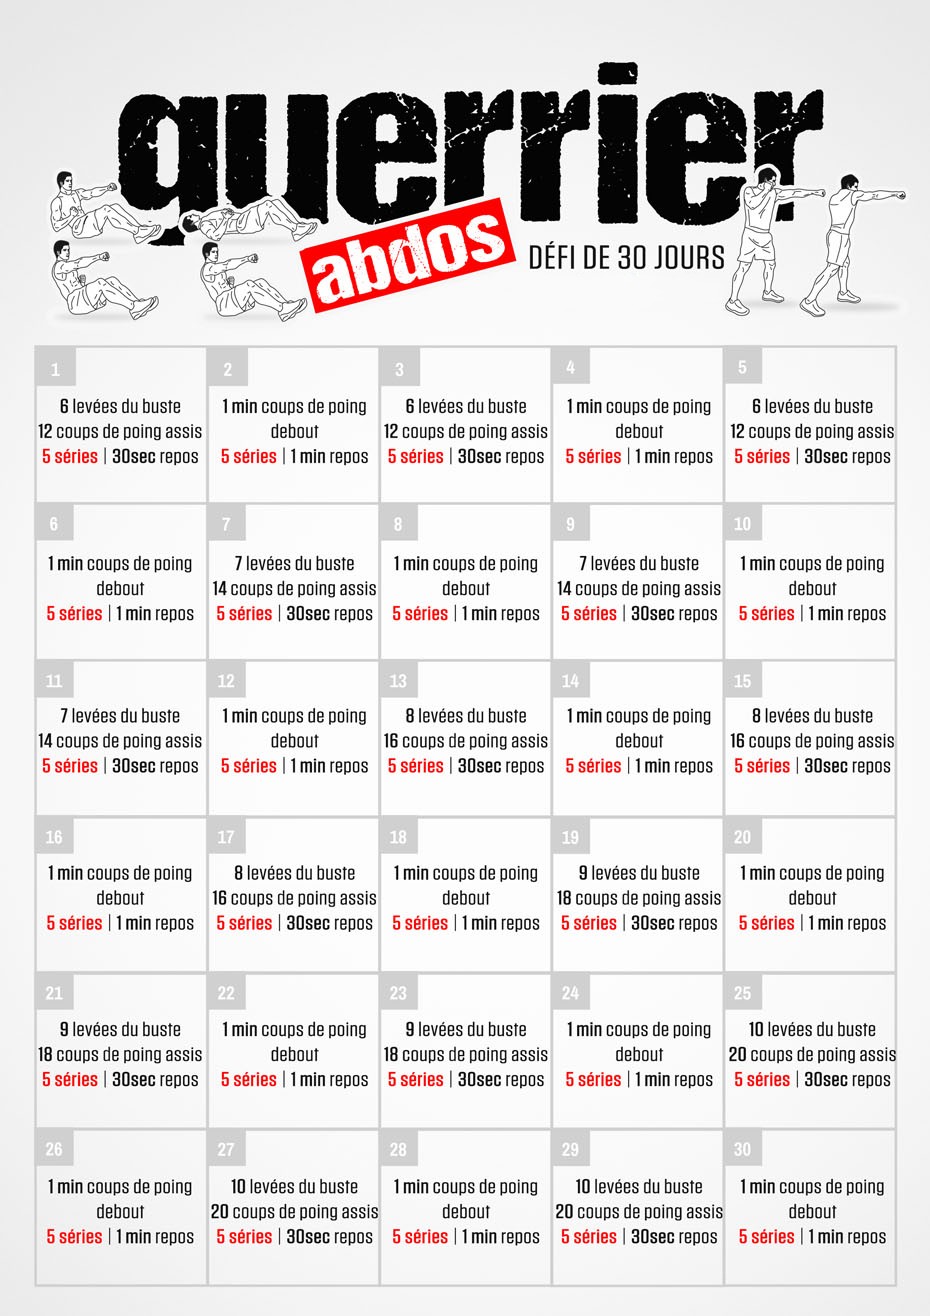 guerrier
abdos
DÉFI DE 30 JOURS
1
6 levées du buste
12 coups de poing assis
5 séries | 30sec repos
2
1 min coups de poing
debout
5 séries | 1 min repos
3
6 levées du buste
12 coups de poing assis
5 séries | 30sec repos
4
1 min coups de poing
debout
5 séries | 1 min repos
5
6 levées du buste
12 coups de poing assis
5 séries | 30sec repos
6
1 min coups de poing
debout
5 séries | 1 min repos
7
7 levées du buste
14 coups de poing assis
5 séries | 30sec repos
8
1 min coups de poing
debout
5 séries | 1 min repos
9
7 levées du buste
14 coups de poing assis
5 séries | 30sec repos
10
1 min coups de poing
debout
5 séries | 1 min repos
11
7 levées du buste
14 coups de poing assis
5 séries | 30sec repos
12
1 min coups de poing
debout
5 séries | 1 min repos
13
8 levées du buste
16 coups de poing assis
5 séries | 30sec repos
14
1 min coups de poing
debout
5 séries | 1 min repos
15
8 levées du buste
16 coups de poing assis
5 séries | 30sec repos
16
1 min coups de poing
debout
5 séries | 1 min repos
17
8 levées du buste
16 coups de poing assis
5 séries | 30sec repos
18
1 min coups de poing
debout
5 séries | 1 min repos
19
9 levées du buste
18 coups de poing assis
5 séries | 30sec repos
20
1 min coups de poing
debout
5 séries | 1 min repos
21
9 levées du buste
18 coups de poing assis
5 séries | 30sec repos
22
1 min coups de poing
debout
5 séries | 1 min repos
23
9 levées du buste
18 coups de poing assis
5 séries | 30sec repos
24
1 min coups de poing
debout
5 séries | 1 min repos
25
10 levées du buste
20 coups de poing assis
5 séries | 30sec repos
26
1 min coups de poing
debout
5 séries | 1 min repos
27
10 levées du buste
20 coups de poing assis
5 séries | 30sec repos
28
1 min coups de poing
debout
5 séries | 1 min repos
29
10 levées du buste
20 coups de poing assis
5 séries | 30sec repos
30
1 min coups de poing
debout
5 séries | 1 min repos